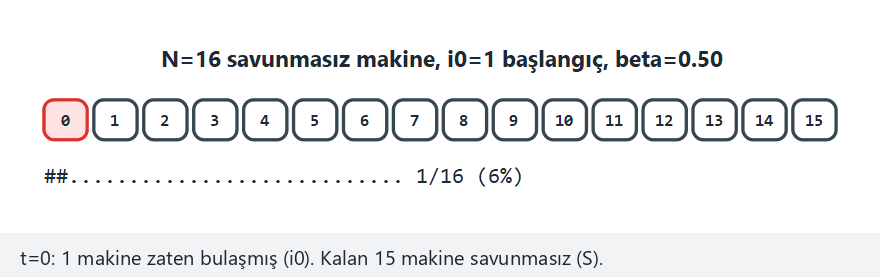 N=16 savunmasız makine, i0=1 başlangıç, beta=0.50
0 1 2 3 4 5 6 7 8 9 10 11 12 13 14 15
##............................ 1/16 (6%)
t=0: 1 makine zaten bulaşmış (i0). Kalan 15 makine savunmasız (S).